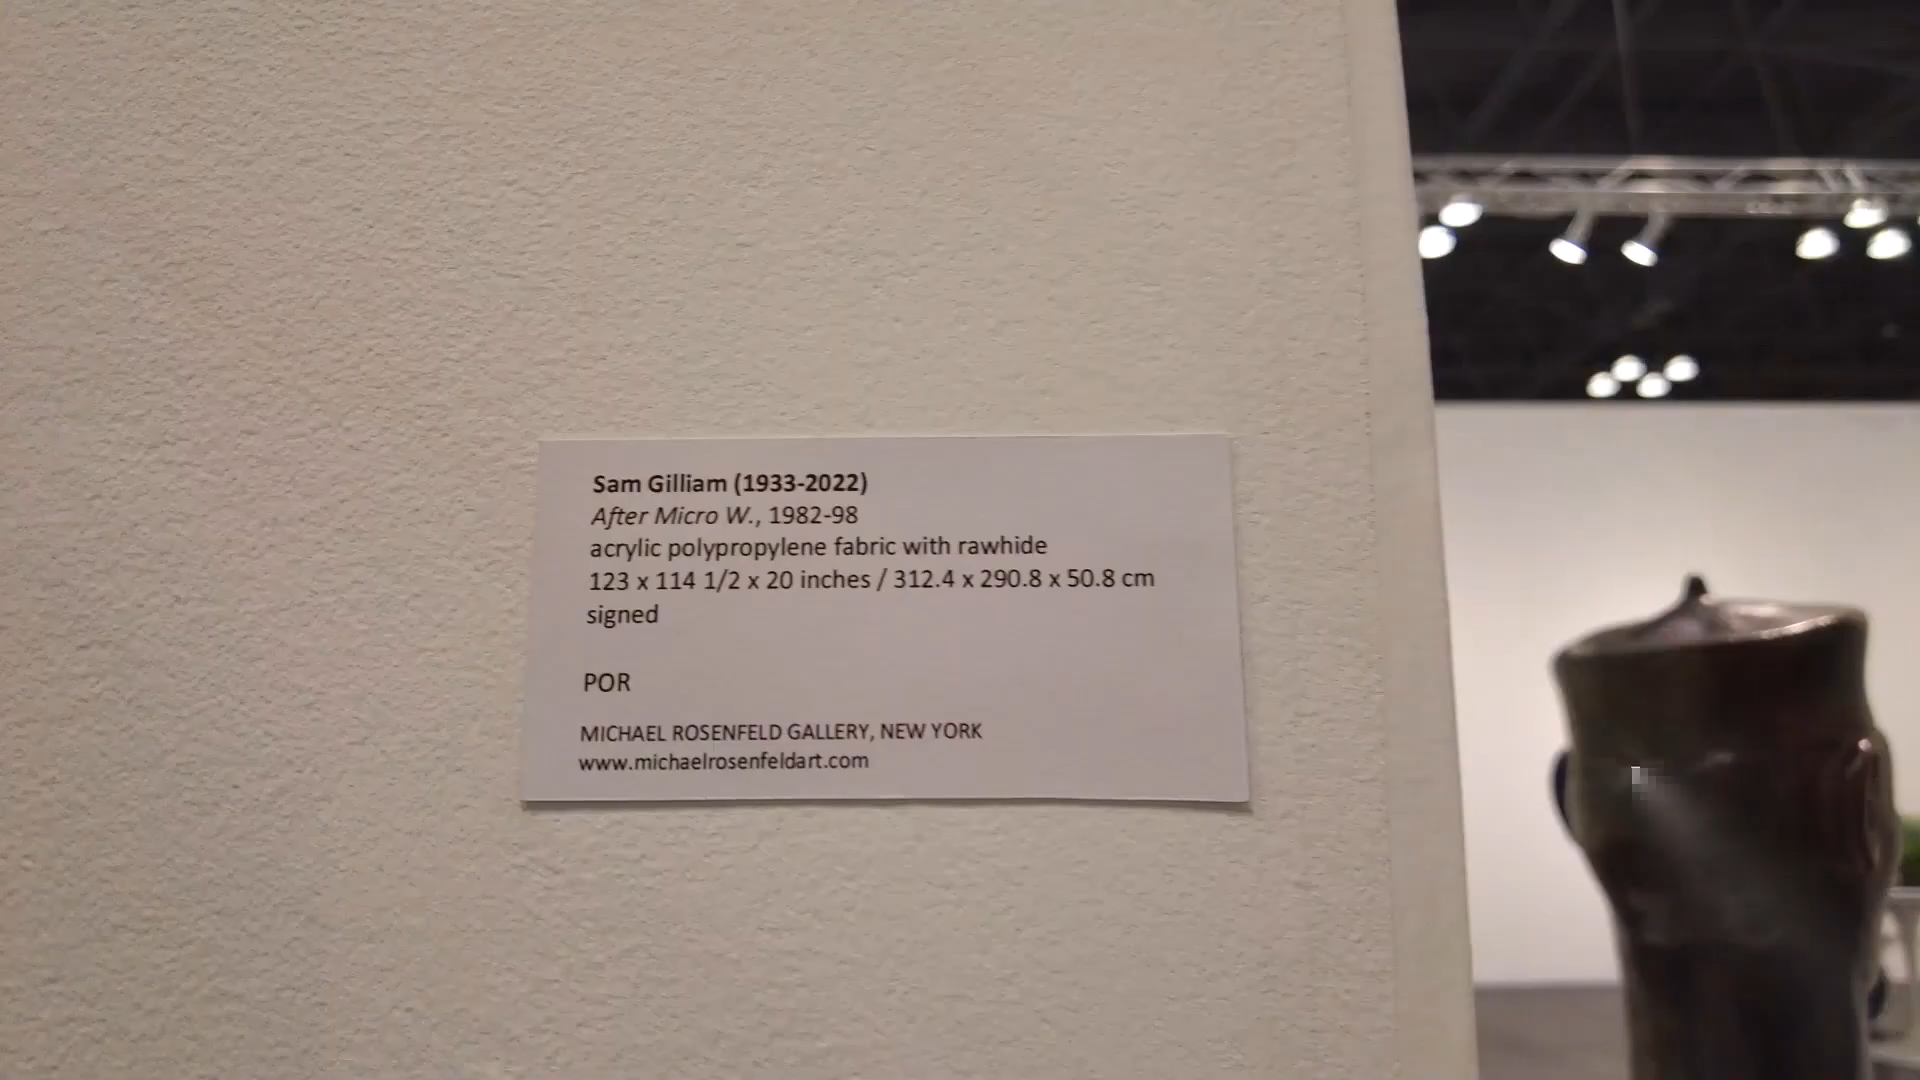 Sam Gilliam (1933-2022)
After Micro W., 1982-98
acrylic polypropylene fabric with rawhide
123 x 114 1/2 x 20 inches / 312.4 x 290.8 x 50.8 cm
signed
POR
MICHAEL ROSENFELD GALLERY, NEW YORK
www.michaelrosenfeldart.com